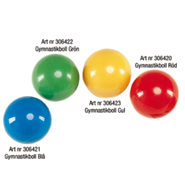 Art nr 306422
Gymnastikboll Grön
Art nr 306420
Gymnastikboll Röd
Art nr 306423
Gymnastikboll Gul
Art nr 306421
Gymnastikboll Blå